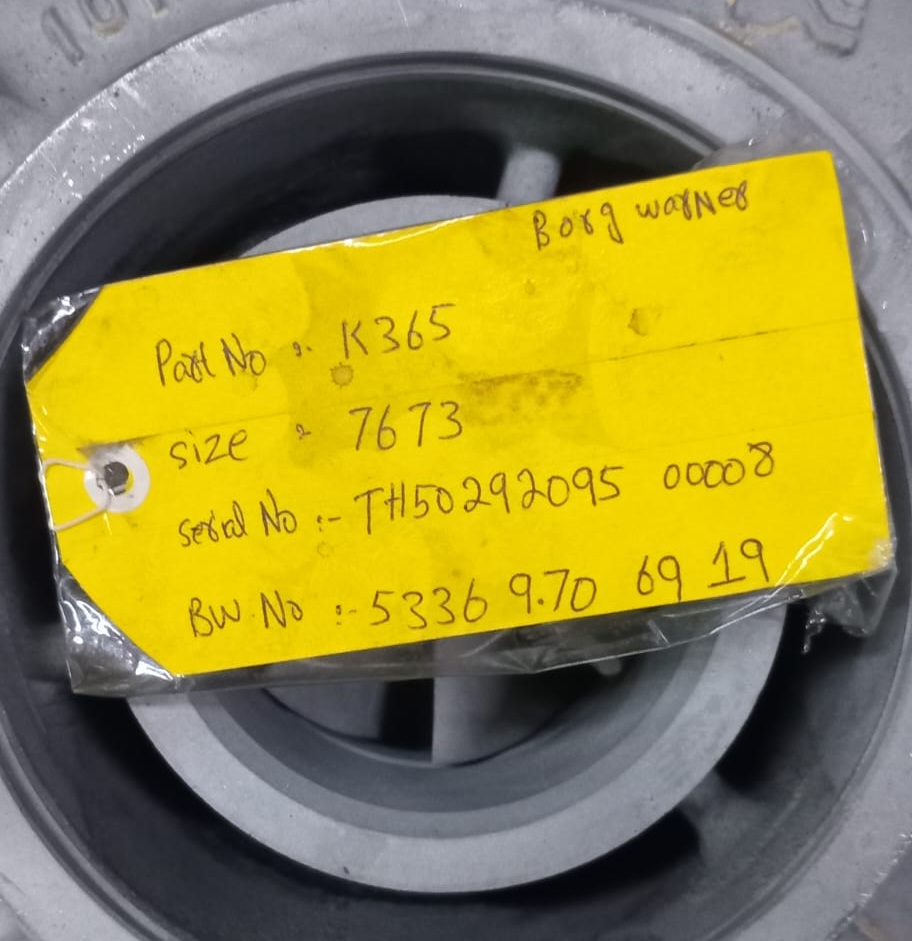 Borg warner
Part No :- K365
size :- 7673
serial No :- TH50292095 00008
BW.No :- 5336 9.70 69 19